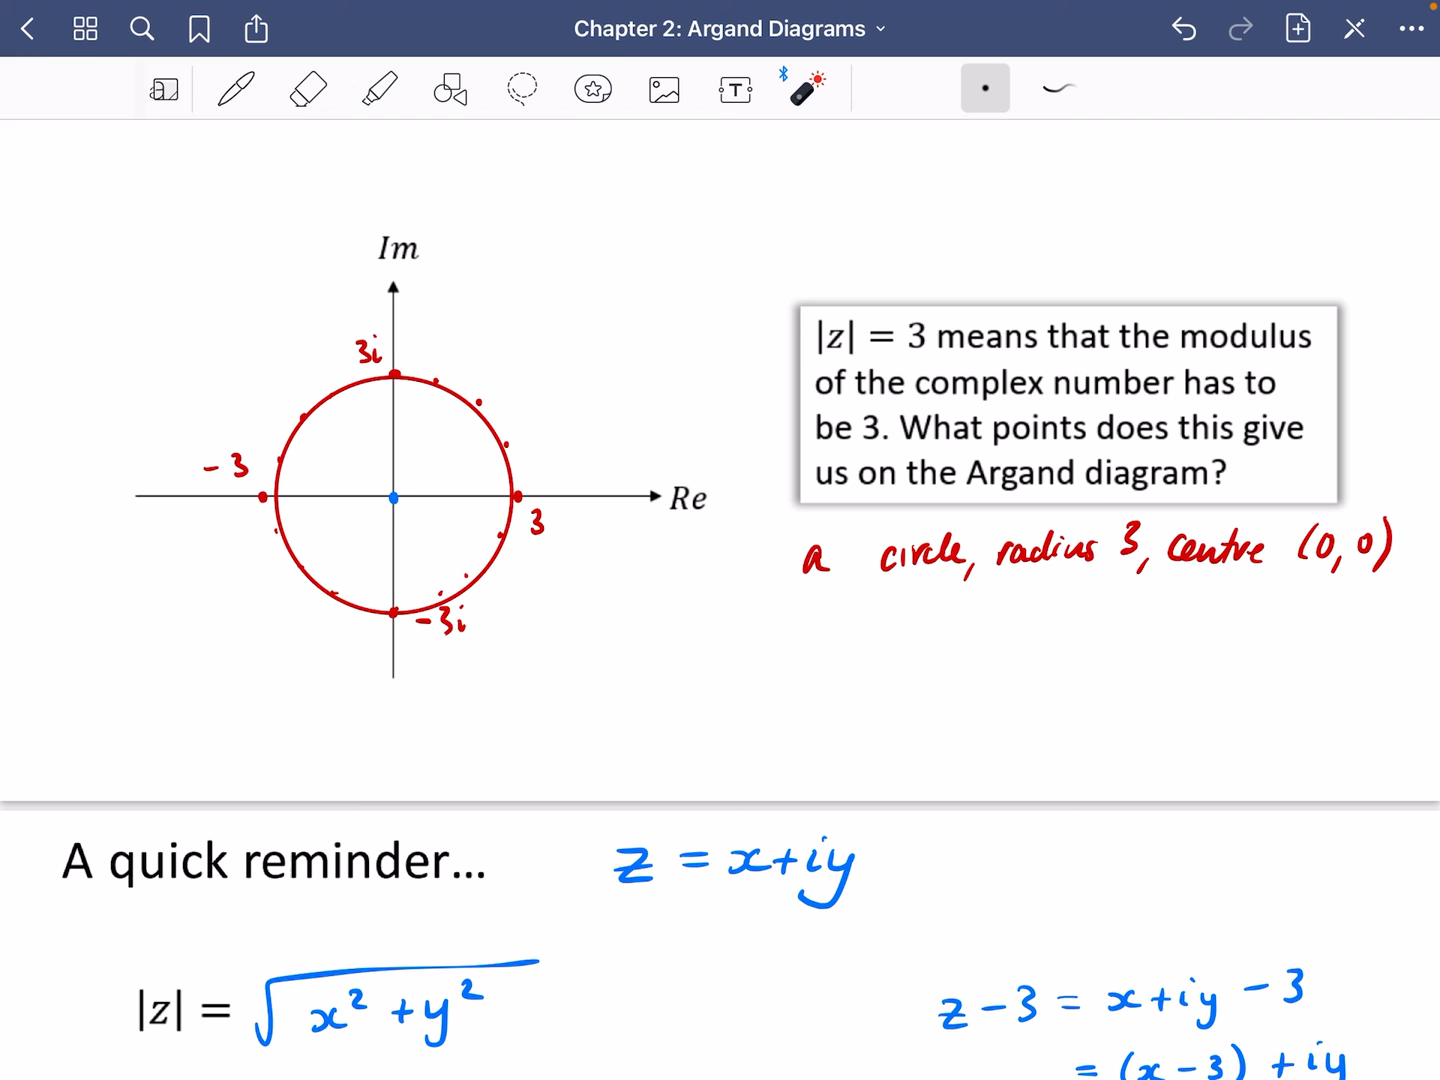 Chapter 2: Argand Diagrams
a
T
Im
3i
-3
Re
3
-3i
|z| = 3 means that the modulus
of the complex number has to
be 3. What points does this give
us on the Argand diagram?
a circle, radius 3, centre (0, 0)
A quick reminder...
z = x+iy
|z| = √x² + y²
z - 3 = x+iy - 3
= (x - 3) + iy